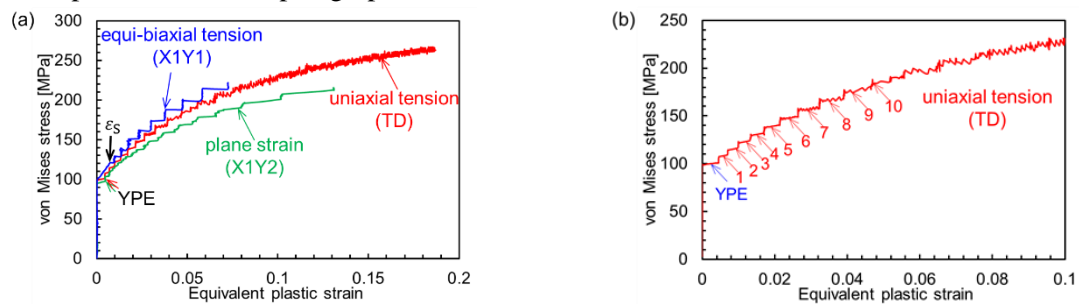 (a)
300
250
200
150
100
50
0
von Mises stress [MPa]
equi-biaxial tension
(X1Y1)
uniaxial tension
(TD)
plane strain
(X1Y2)
εS
YPE
0
0.05
0.1
0.15
0.2
Equivalent plastic strain
(b)
250
200
150
100
50
0
von Mises stress [MPa]
10
9
8
7
6
5
4
3
2
1
uniaxial tension
(TD)
YPE
0
0.02
0.04
0.06
0.08
0.1
Equivalent plastic strain